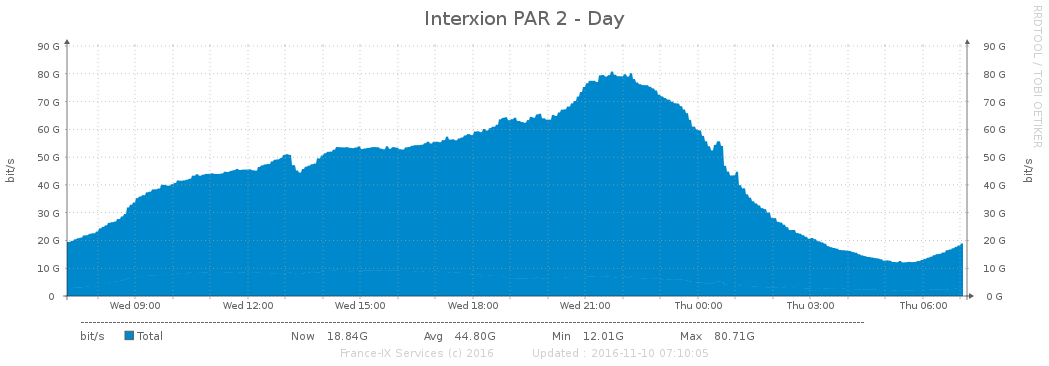 Interxion PAR 2 - Day
RRDTOOL / TOBI OETIKER
bit/s
bit/s
90 G 90 G
80 G 80 G
70 G 70 G
60 G 60 G
50 G 50 G
40 G 40 G
30 G 30 G
20 G 20 G
10 G 10 G
0 0 G
Wed 09:00 Wed 12:00 Wed 15:00 Wed 18:00 Wed 21:00 Thu 00:00 Thu 03:00 Thu 06:00
bit/s Total Now 18.84G Avg 44.80G Min 12.01G Max 80.71G
France-IX Services (c) 2016 Updated : 2016-11-10 07:10:05